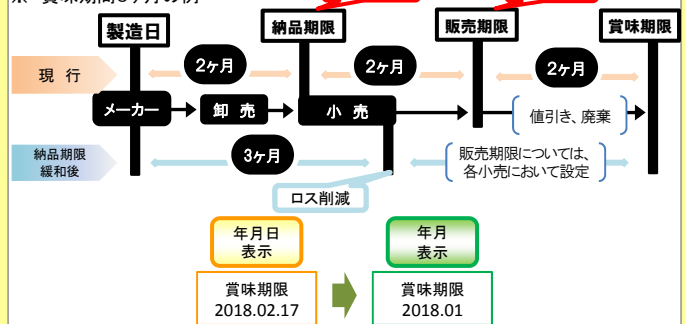 製造日
納品期限
販売期限
賞味期限
現 行
2ヶ月
2ヶ月
2ヶ月
メーカー
卸 売
小 売
値引き、廃棄
納品期限
緩和後
3ヶ月
販売期限については、
各小売において設定
ロス削減
年月日
表示
年月
表示
賞味期限
2018.02.17
賞味期限
2018.01